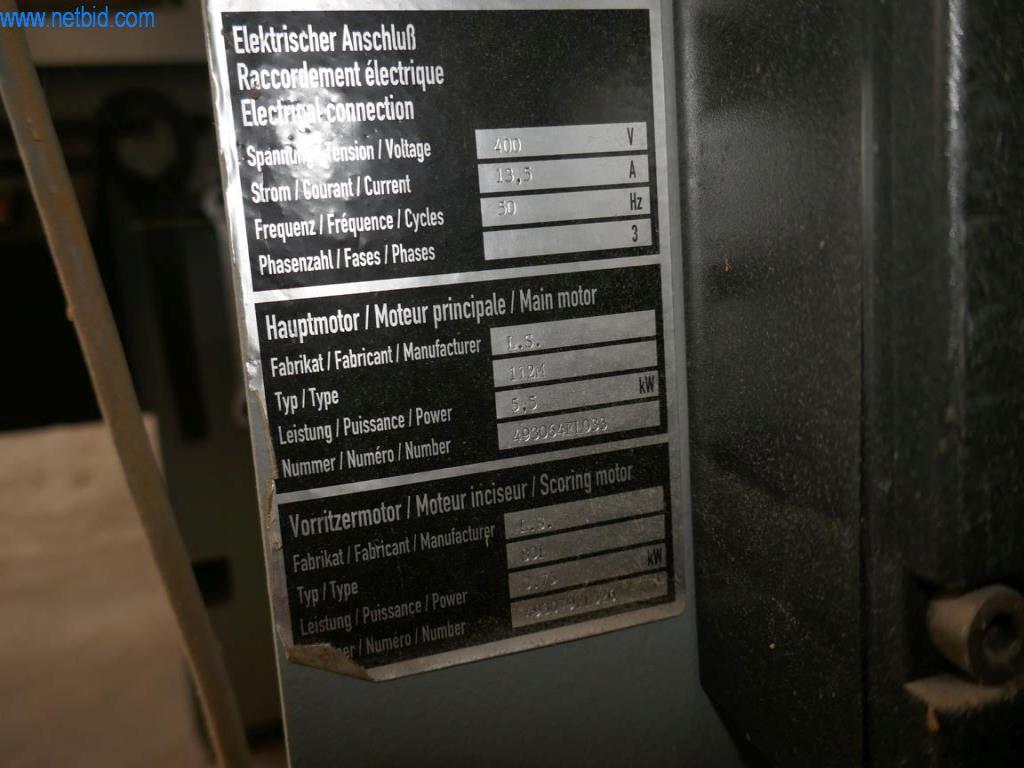 www.netbid.com
Elektrischer Anschluß
Raccordement électrique
Electrical connection
Spannung / Tension / Voltage 400 V
Strom / Courant / Current 13,5 A
Frequenz / Fréquence / Cycles 50 Hz
Phasenzahl / Fases / Phases 3
Hauptmotor / Moteur principale / Main motor
Fabrikat / Fabricant / Manufacturer L.S.
Typ / Type 112M
Leistung / Puissance / Power 5,5 kW
Nummer / Numéro / Number
Vorritzermotor / Moteur inciseur / Scoring motor
Fabrikat / Fabricant / Manufacturer L.S.
Typ / Type
Leistung / Puissance / Power kW
/ Numéro / Number